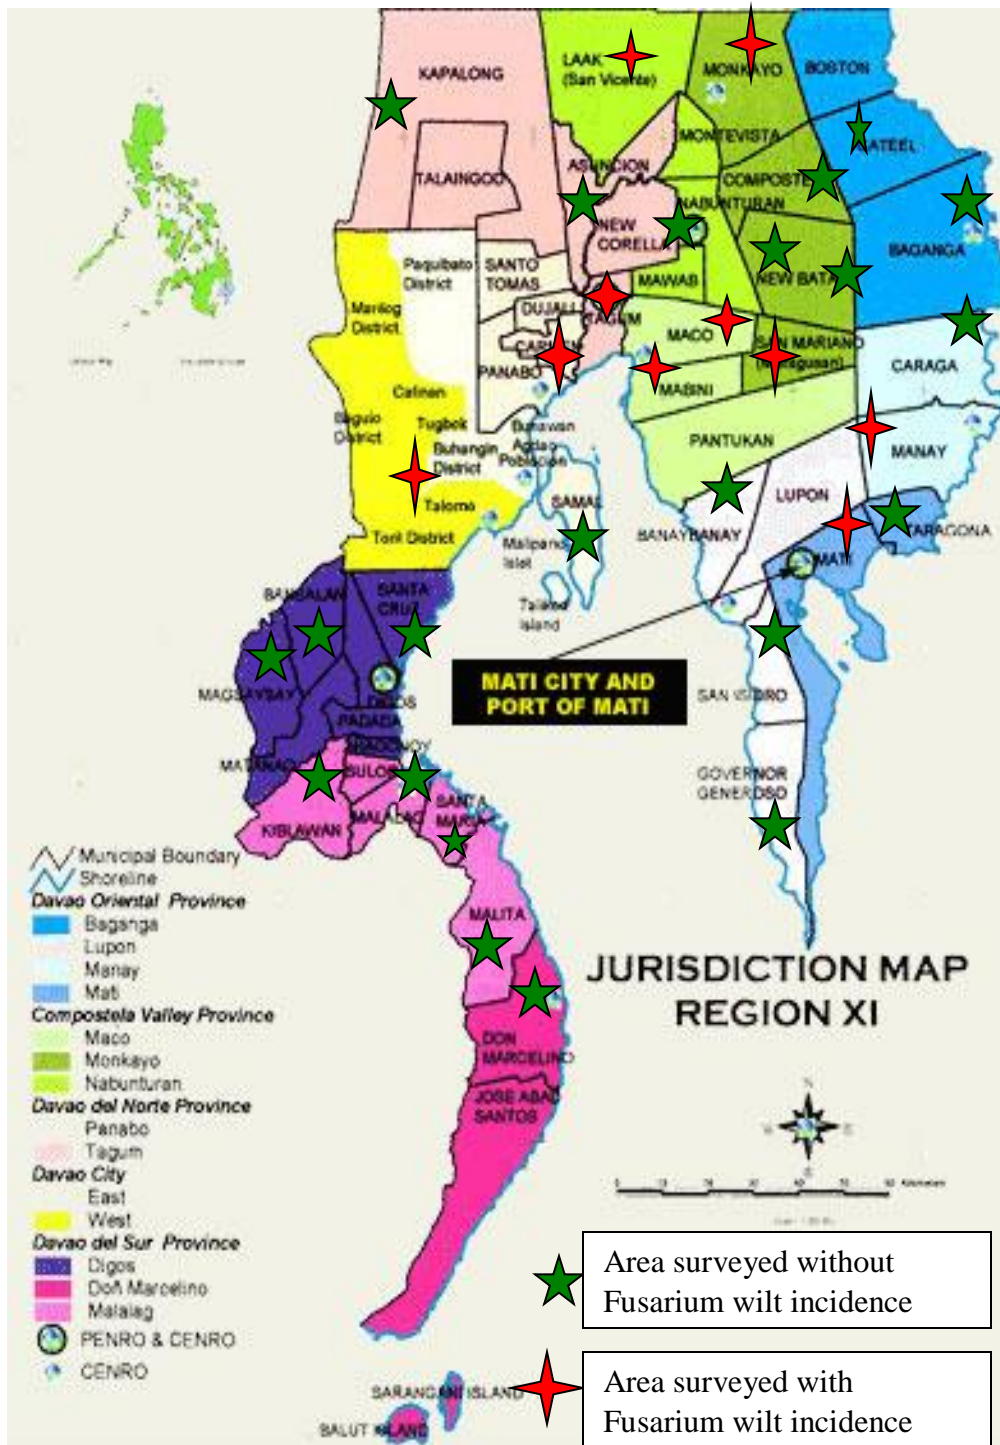 KAPALONG
LAAK
(San Vicente)
MONKAYO
BOSTON
MONTEVISTA
CATEEL
ASUNCION
TALAINGOD
COMPOSTE
NABUNTURAN
NEW
CORELLA
BAGANGA
Paquibato
District
SANTO
TOMAS
MAWAB
NEW BATA
Marilog
District
DUJALI
TAGUM
MACO
SAN MARIANO
CARMEN
PANABO
CARAGA
MABINI
Calinan
Baguio
District
Tugbok
Bunawan
Agdao
Poblacion
Buhangin
District
PANTUKAN
MANAY
Talomo
SAMAL
LUPON
Toril District
Malipano
Islet
BANAYBANAY
TARAGONA
MATI
BANSALAN
SANTA
CRUZ
Talikud
Island
MATI CITY AND
PORT OF MATI
MAGSAYSAY
DIGOS
SAN ISIDRO
PADADA
MATANAO
SULOP
GOVERNOR
GENEROSO
SANTA
MARIA
KIBLAWAN
MALALAG
Municipal Boundary
Shoreline
Davao Oriental Province
Baganga
Lupon
Manay
Mati
Compostela Valley Province
Maco
Monkayo
Nabunturan
Davao del Norte Province
Panabo
Tagum
Davao City
East
West
Davao del Sur Province
Digos
Don Marcelino
Malalag
PENRO & CENRO
CENRO
MALITA
JURISDICTION MAP
REGION XI
DON
MARCELINO
JOSE ABAD
SANTOS
N
SARANGANI ISLAND
BALUT ISLAND
Area surveyed without
Fusarium wilt incidence
Area surveyed with
Fusarium wilt incidence